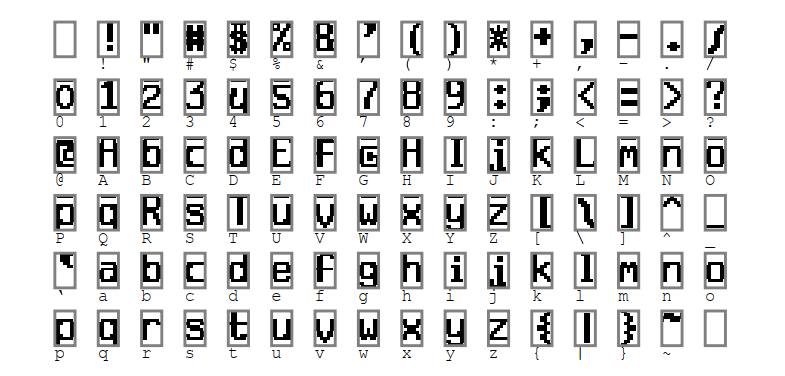 ! " # $ % & ' ( ) * + , - . /
! " # $ % & ' ( ) * + , - . /
0 1 2 3 4 5 6 7 8 9 : ; < = > ?
0 1 2 3 4 5 6 7 8 9 : ; < = > ?
@ A b c d E F G H I j k L m n o
@ A B C D E F G H I J K L M N O
p q R s T u v w x y z [ \ ] ^ _
P Q R S T U V W X Y Z [ \ ] ^ _
` a b c d e f g h i j k l m n o
` a b c d e f g h i j k l m n o
p q r s t u v w x y z { | } ~
p q r s t u v w x y z { | } ~